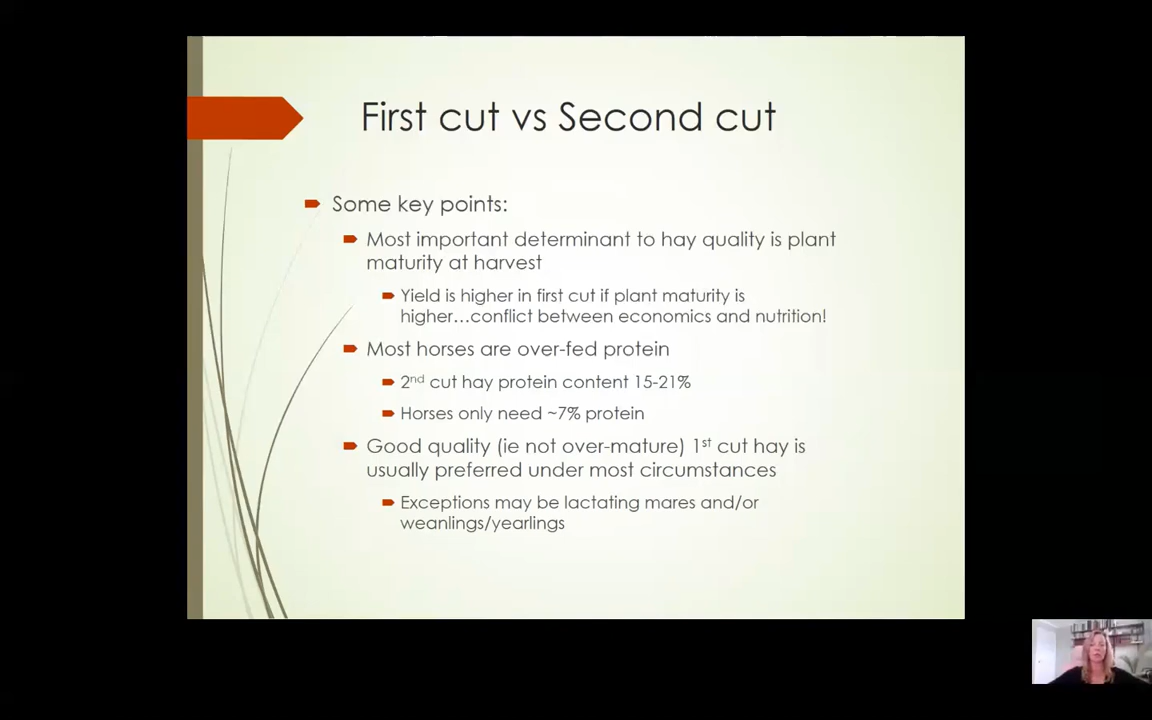 First cut vs Second cut
Some key points:
Most important determinant to hay quality is plant
maturity at harvest
Yield is higher in first cut if plant maturity is
higher…conflict between economics and nutrition!
Most horses are over-fed protein
2nd cut hay protein content 15-21%
Horses only need ~7% protein
Good quality (ie not over-mature) 1st cut hay is
usually preferred under most circumstances
Exceptions may be lactating mares and/or
weanlings/yearlings